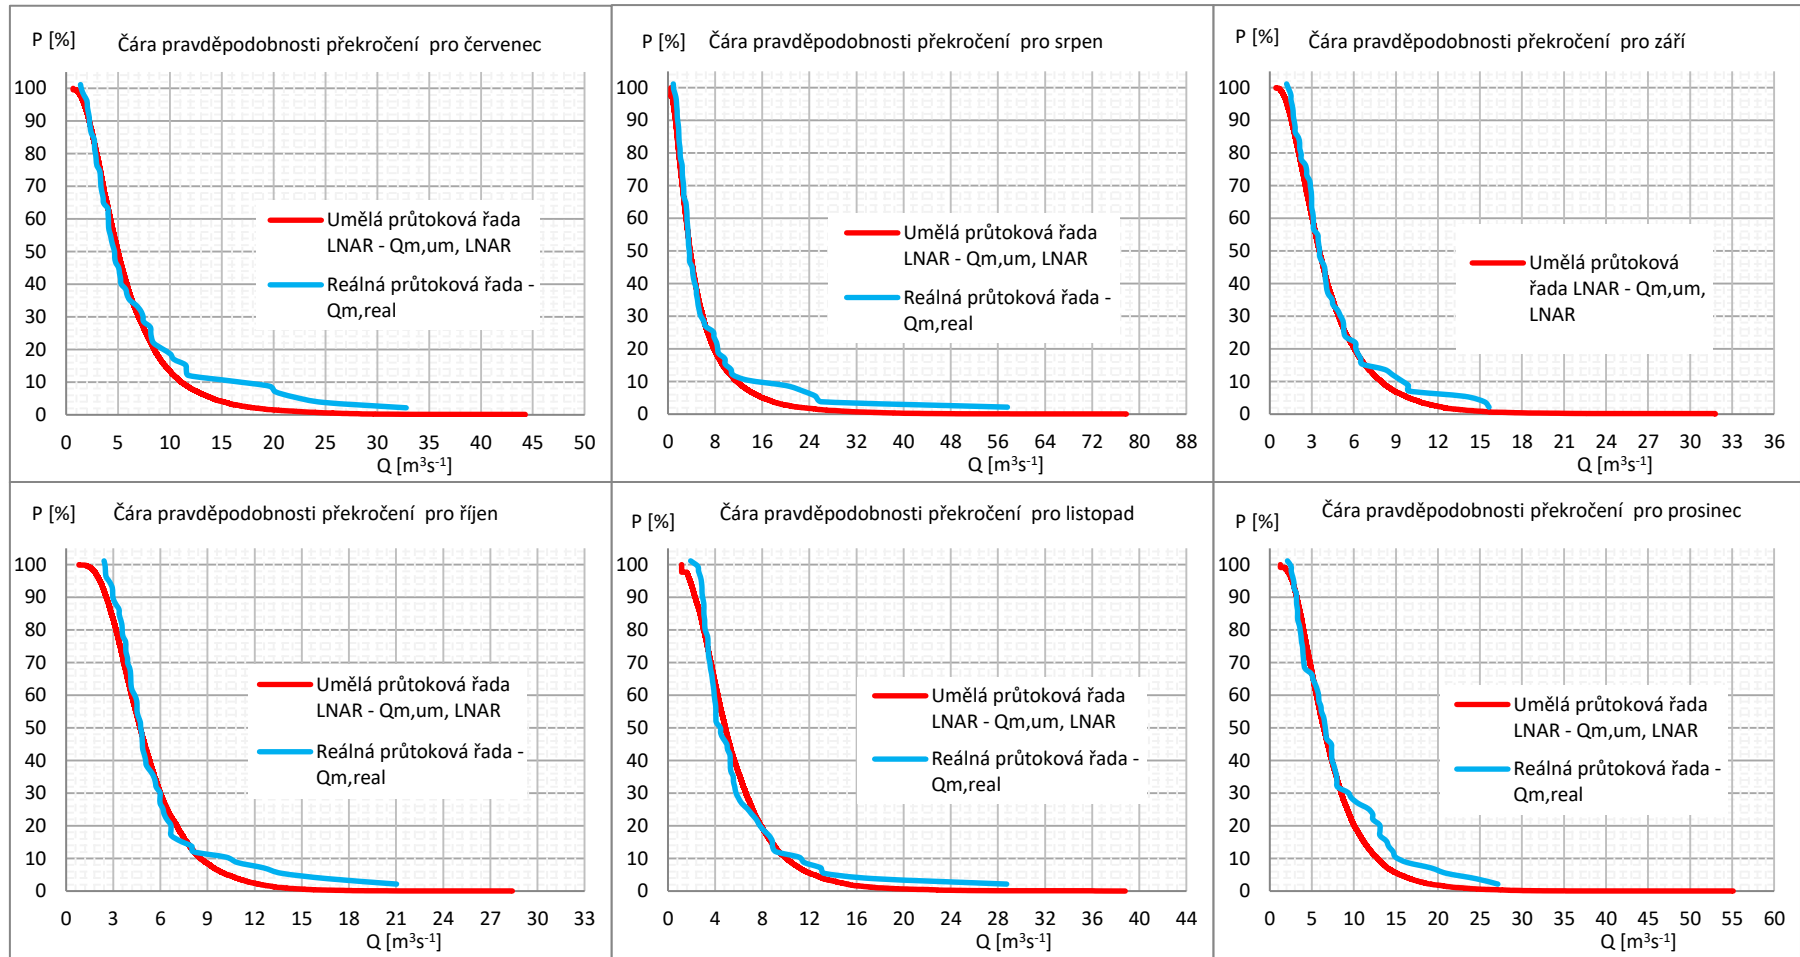 P [%]
Čára pravděpodobnosti překročení pro červenec
100
90
80
70
60
50
40
30
20
10
0
Umělá průtoková řada
LNAR - Qm,um, LNAR
Reálná průtoková řada -
Qm,real
0 5 10 15 20 25 30 35 40 45 50
Q [m³s⁻¹]
P [%]
Čára pravděpodobnosti překročení pro srpen
100
90
80
70
60
50
40
30
20
10
0
Umělá průtoková řada
LNAR - Qm,um, LNAR
Reálná průtoková řada -
Qm,real
0 8 16 24 32 40 48 56 64 72 80 88
Q [m³s⁻¹]
P [%]
Čára pravděpodobnosti překročení pro září
100
90
80
70
60
50
40
30
20
10
0
Umělá průtoková
řada LNAR - Qm,um,
LNAR
0 3 6 9 12 15 18 21 24 27 30 33 36
Q [m³s⁻¹]
P [%]
Čára pravděpodobnosti překročení pro říjen
100
90
80
70
60
50
40
30
20
10
0
Umělá průtoková řada
LNAR - Qm,um, LNAR
Reálná průtoková řada -
Qm,real
0 3 6 9 12 15 18 21 24 27 30 33
Q [m³s⁻¹]
P [%]
Čára pravděpodobnosti překročení pro listopad
100
90
80
70
60
50
40
30
20
10
0
Umělá průtoková řada
LNAR - Qm,um, LNAR
Reálná průtoková řada -
Qm,real
0 4 8 12 16 20 24 28 32 36 40 44
Q [m³s⁻¹]
P [%]
Čára pravděpodobnosti překročení pro prosinec
100
90
80
70
60
50
40
30
20
10
0
Umělá průtoková řada
LNAR - Qm,um, LNAR
Reálná průtoková řada -
Qm,real
0 5 10 15 20 25 30 35 40 45 50 55 60
Q [m³s⁻¹]